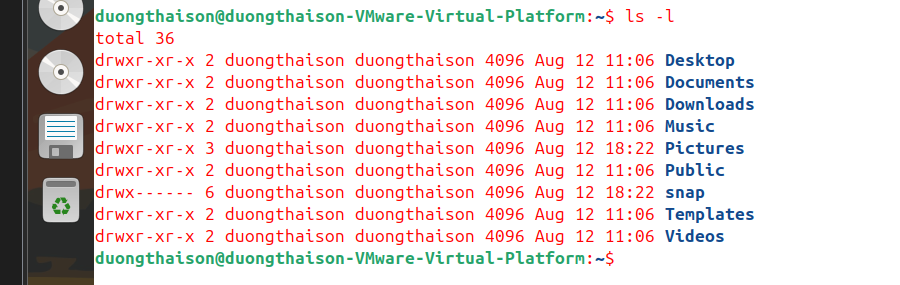 duongthaison@duongthaison-VMware-Virtual-Platform:~$ ls -l
total 36
drwxr-xr-x 2 duongthaison duongthaison 4096 Aug 12 11:06 Desktop
drwxr-xr-x 2 duongthaison duongthaison 4096 Aug 12 11:06 Documents
drwxr-xr-x 2 duongthaison duongthaison 4096 Aug 12 11:06 Downloads
drwxr-xr-x 2 duongthaison duongthaison 4096 Aug 12 11:06 Music
drwxr-xr-x 3 duongthaison duongthaison 4096 Aug 12 18:22 Pictures
drwxr-xr-x 2 duongthaison duongthaison 4096 Aug 12 11:06 Public
drwx------ 6 duongthaison duongthaison 4096 Aug 12 18:22 snap
drwxr-xr-x 2 duongthaison duongthaison 4096 Aug 12 11:06 Templates
drwxr-xr-x 2 duongthaison duongthaison 4096 Aug 12 11:06 Videos
duongthaison@duongthaison-VMware-Virtual-Platform:~$